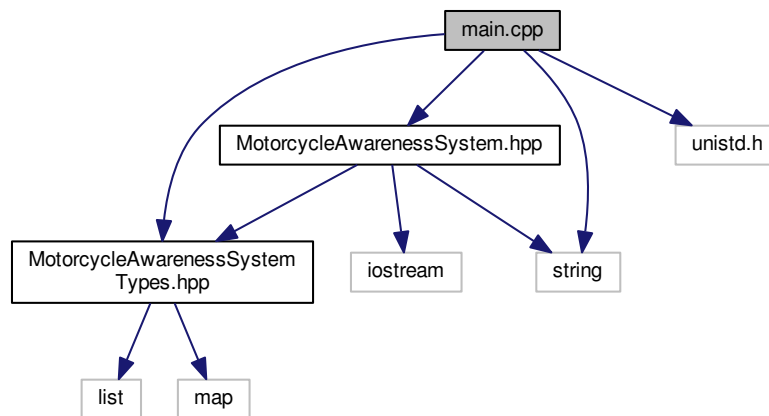 main.cpp
MotorcycleAwarenessSystem.hpp
unistd.h
MotorcycleAwarenessSystem
Types.hpp
iostream
string
list
map